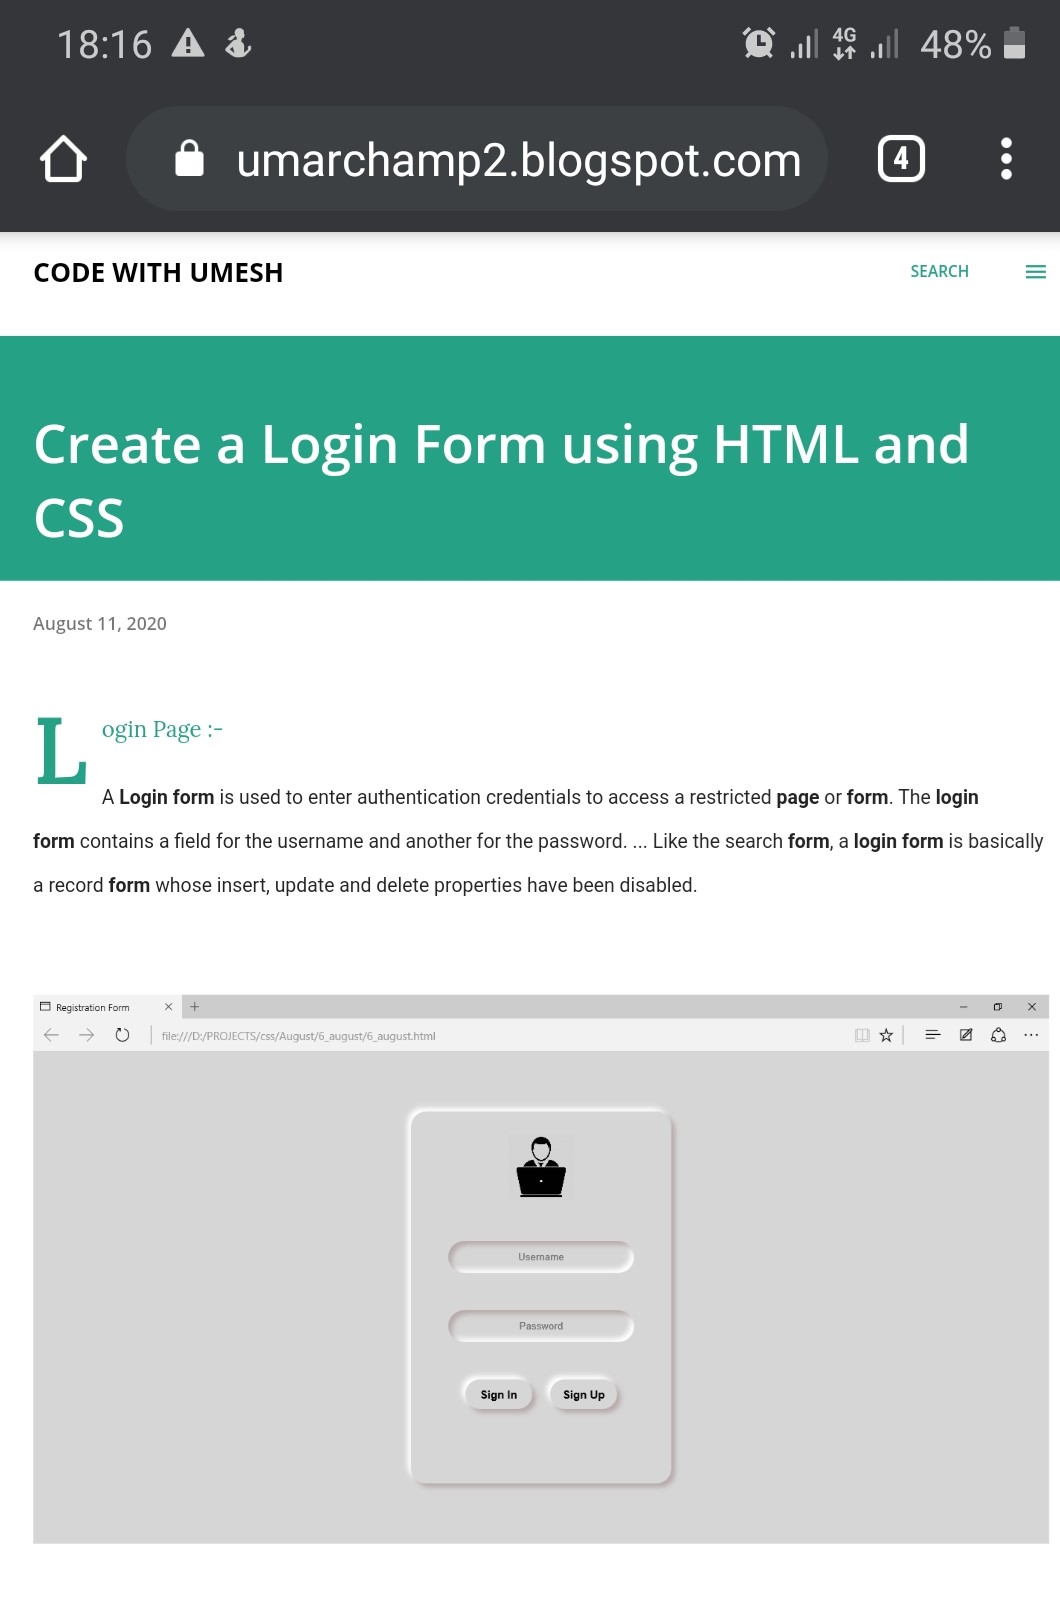 18:16 4G 48%
umarchamp2.blogspot.com 4
CODE WITH UMESH SEARCH
Create a Login Form using HTML and
CSS
August 11, 2020
Login Page :-
A Login form is used to enter authentication credentials to access a restricted page or form. The login
form contains a field for the username and another for the password. ... Like the search form, a login form is basically
a record form whose insert, update and delete properties have been disabled.
Registration Form
file:///D:/PROJECTS/css/August/6_august/6_august.html
Username
Password
Sign In Sign Up